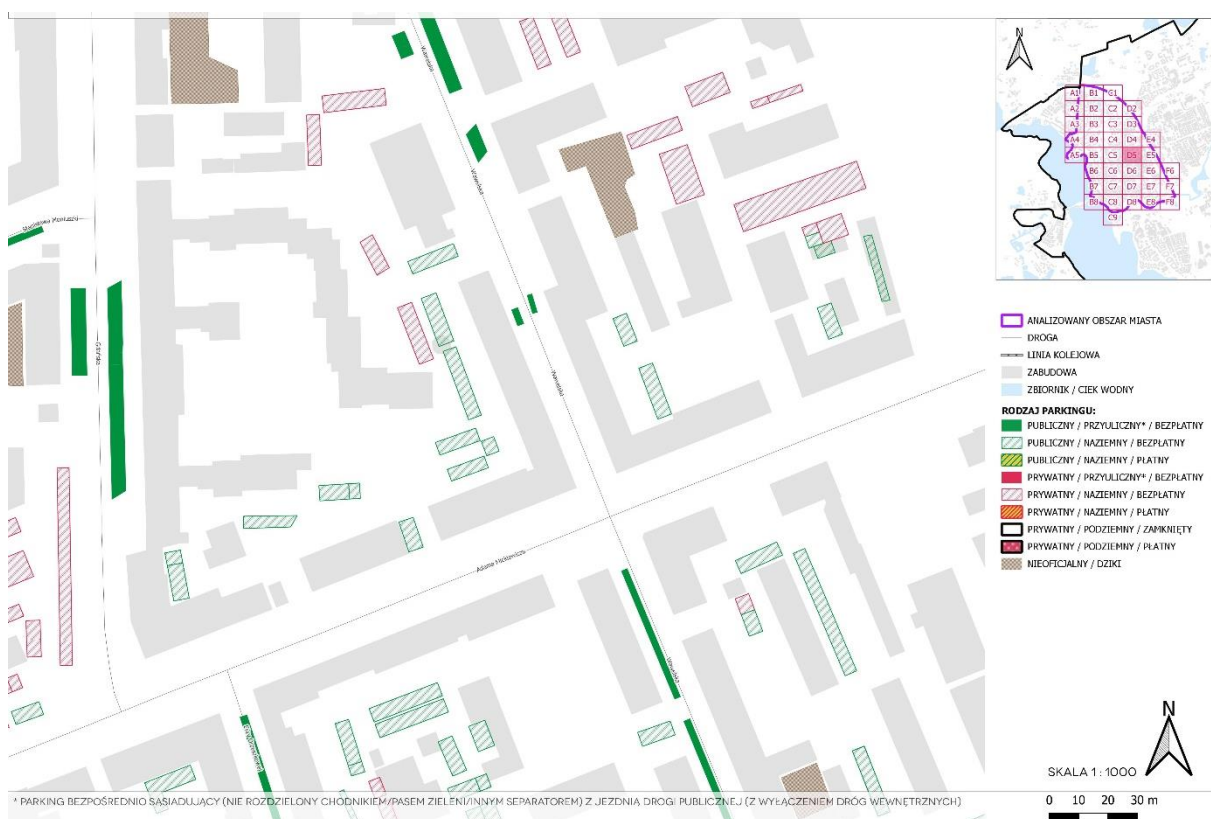 Warszawska
Wawelska
Wawelska
Gdańska
Adama Mickiewicza
Wawelska
N
A1 B1 C1
A2 B2 C2 D2
A3 B3 C3 D3
A4 B4 C4 D4 E4
A5 B5 C5 D5 E5
B6 C6 D6 E6 F6
B7 C7 D7 E7 F7
B8 C8 D8 E8 F8
C9
ANALIZOWANY OBSZAR MIASTA
DROGA
LINIA KOLEJOWA
ZABUDOWA
ZBIORNIK / CIEK WODNY
RODZAJ PARKINGU:
PUBLICZNY / PRZYULICZNY* / BEZPŁATNY
PUBLICZNY / NAZIEMNY / BEZPŁATNY
PUBLICZNY / NAZIEMNY / PŁATNY
PRYWATNY / PRZYULICZNY* / BEZPŁATNY
PRYWATNY / NAZIEMNY / BEZPŁATNY
PRYWATNY / NAZIEMNY / PŁATNY
PRYWATNY / PODZIEMNY / ZAMKNIĘTY
PRYWATNY / PODZIEMNY / PŁATNY
NIEOFICJALNY / DZIKI
N
SKALA 1 : 1000
0 10 20 30 m
* PARKING BEZPOŚREDNIO SĄSIADUJĄCY (NIE ROZDZIELONY CHODNIKIEM/PASEM ZIELENI/INNYM SEPARATOREM) Z JEZDNIĄ DROGI PUBLICZNEJ (Z WYŁĄCZENIEM DRÓG WEWNĘTRZNYCH)